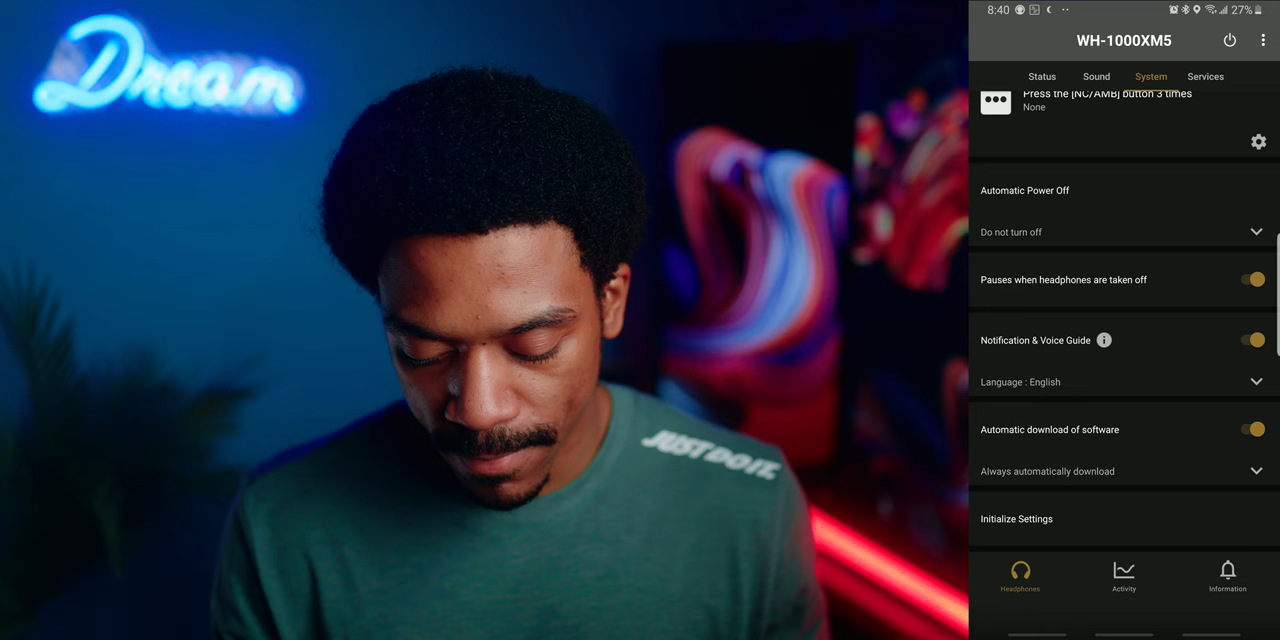 Dream
JUST DO IT.
8:40
27%
WH-1000XM5
Status Sound System Services
Press the [NC/AMB] button 3 times
None
Automatic Power Off
Do not turn off
Pauses when headphones are taken off
Notification & Voice Guide
Language : English
Automatic download of software
Always automatically download
Initialize Settings
Headphones Activity Information